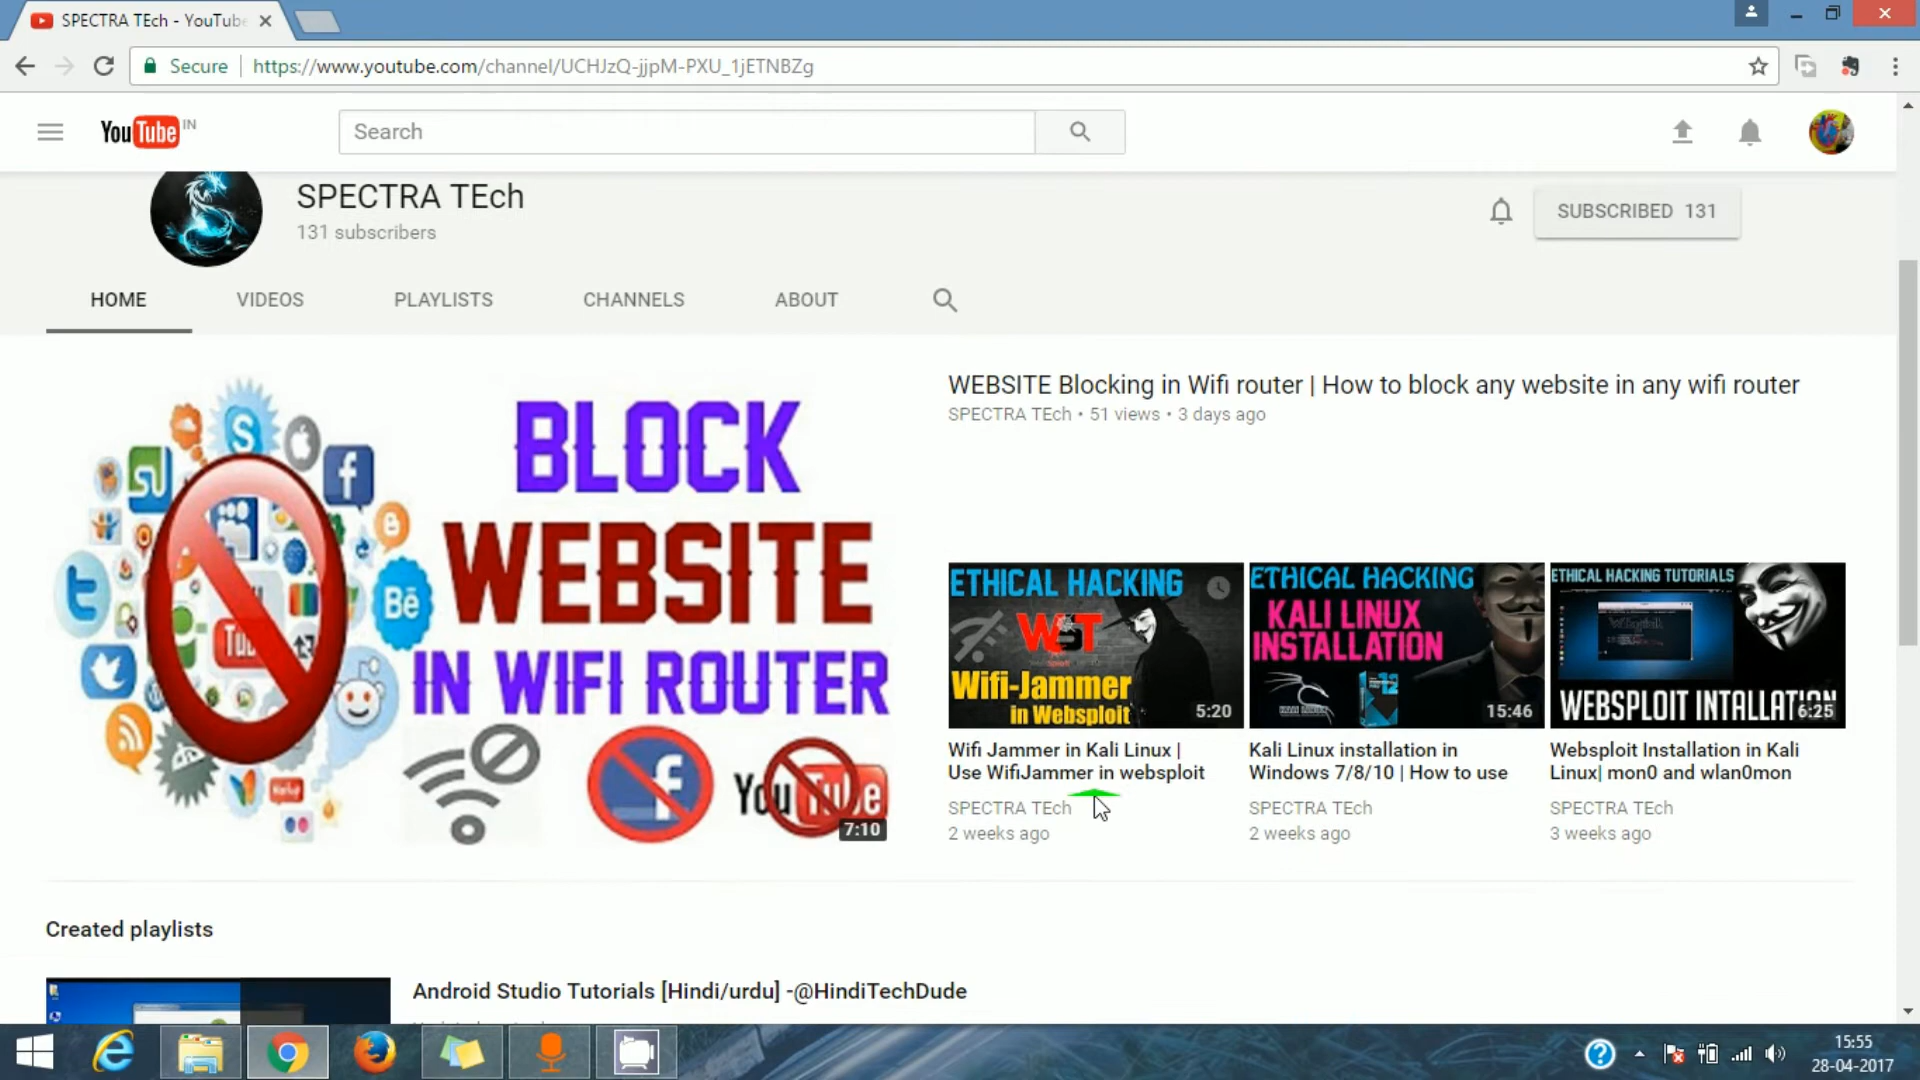 SPECTRA TEch - YouTube
Secure
https://www.youtube.com/channel/UCHJzQ-jjpM-PXU_1jETNBZg
YouTube IN
Search
SPECTRA TEch
131 subscribers
SUBSCRIBED 131
HOME
VIDEOS
PLAYLISTS
CHANNELS
ABOUT
BLOCK
WEBSITE
IN WIFI ROUTER
YouTube
7:10
WEBSITE Blocking in Wifi router | How to block any website in any wifi router
SPECTRA TEch • 51 views • 3 days ago
ETHICAL HACKING
WST
Wifi-Jammer
in Websploit
5:20
Wifi Jammer in Kali Linux |
Use WifiJammer in websploit
SPECTRA TEch
2 weeks ago
ETHICAL HACKING
KALI LINUX
INSTALLATION
12
15:46
Kali Linux installation in
Windows 7/8/10 | How to use
SPECTRA TEch
2 weeks ago
ETHICAL HACKING TUTORIALS
WEBSPLOIT INTALLATION
6:25
Websploit Installation in Kali
Linux| mon0 and wlan0mon
SPECTRA TEch
3 weeks ago
Created playlists
Android Studio Tutorials [Hindi/urdu] -@HindiTechDude
15:55
28-04-2017